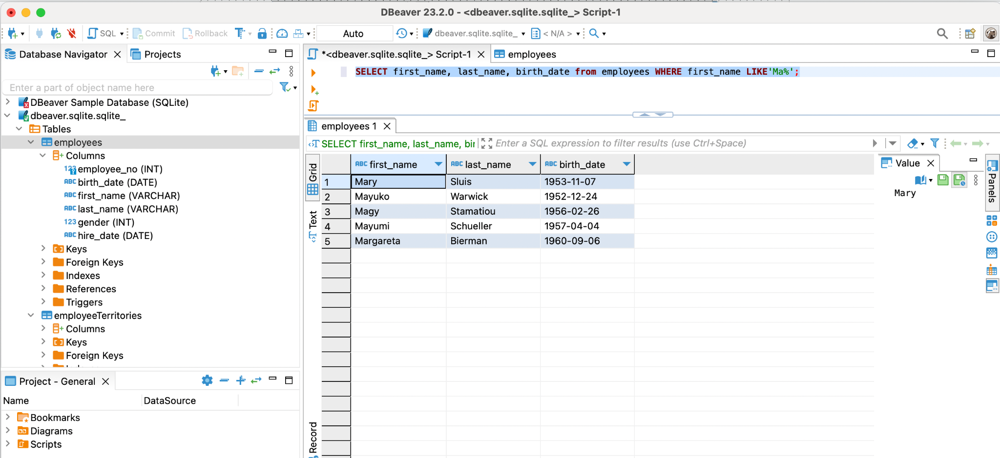 DBeaver 23.2.0 - <dbeaver.sqlite.sqlite_> Script-1
SQL Commit Rollback Auto dbeaver.sqlite.sqlite_ < N/A >
Database Navigator Projects
Enter a part of object name here
DBeaver Sample Database (SQLite)
dbeaver.sqlite.sqlite_
Tables
employees
Columns
123 employee_no (INT)
ABC birth_date (DATE)
ABC first_name (VARCHAR)
ABC last_name (VARCHAR)
123 gender (INT)
ABC hire_date (DATE)
Keys
Foreign Keys
Indexes
References
Triggers
employeeTerritories
Columns
Keys
Foreign Keys
Project - General
Name DataSource
Bookmarks
Diagrams
Scripts
*<dbeaver.sqlite.sqlite_> Script-1 employees
SELECT first_name, last_name, birth_date from employees WHERE first_name LIKE'Ma%';
employees 1
SELECT first_name, last_name, bir Enter a SQL expression to filter results (use Ctrl+Space)
Grid
Text
Record
ABC first_name ABC last_name ABC birth_date
1 Mary Sluis 1953-11-07
2 Mayuko Warwick 1952-12-24
3 Magy Stamatiou 1956-02-26
4 Mayumi Schueller 1957-04-04
5 Margareta Bierman 1960-09-06
Value
Mary
Panels